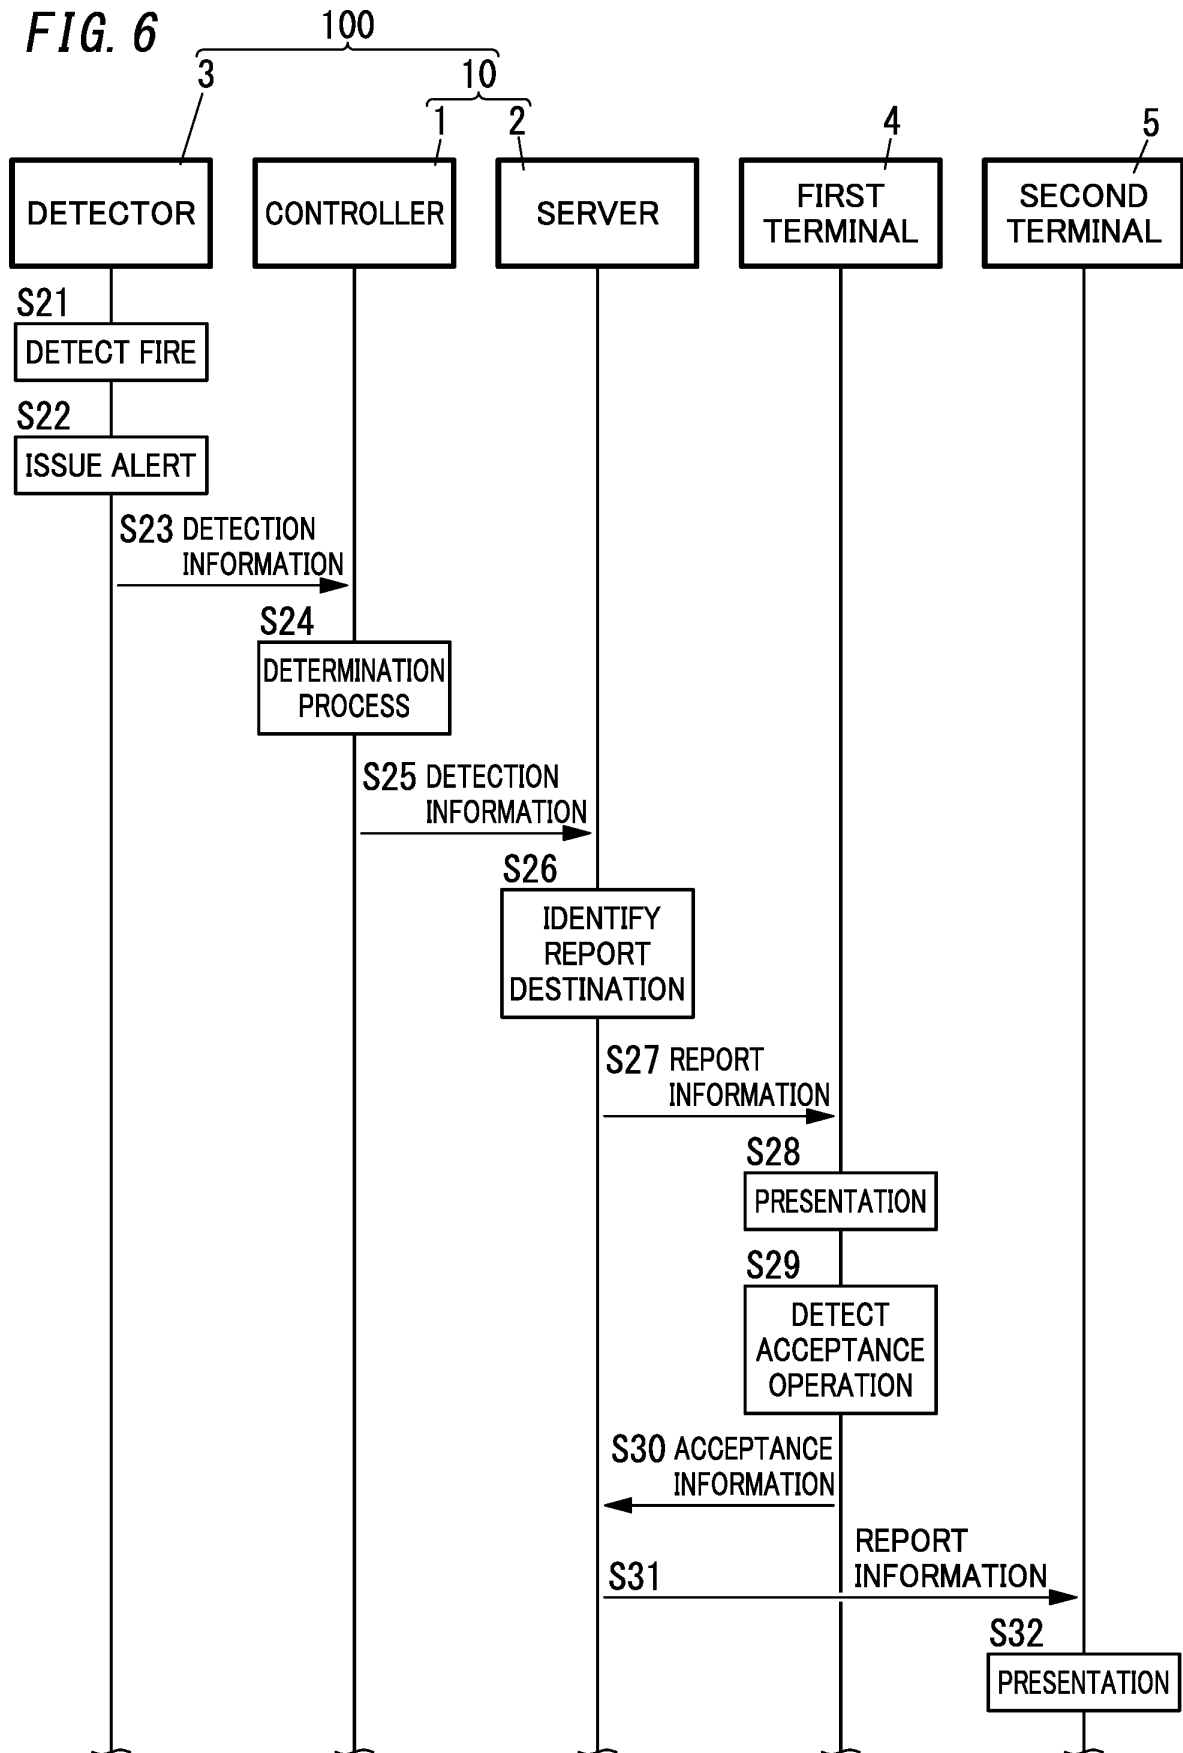 FIG. 6
100
3
10
1
2
4
5
DETECTOR
CONTROLLER
SERVER
FIRST
TERMINAL
SECOND
TERMINAL
S21
DETECT FIRE
S22
ISSUE ALERT
S23 DETECTION
INFORMATION
S24
DETERMINATION
PROCESS
S25 DETECTION
INFORMATION
S26
IDENTIFY
REPORT
DESTINATION
S27 REPORT
INFORMATION
S28
PRESENTATION
S29
DETECT
ACCEPTANCE
OPERATION
S30 ACCEPTANCE
INFORMATION
REPORT
INFORMATION
S31
S32
PRESENTATION